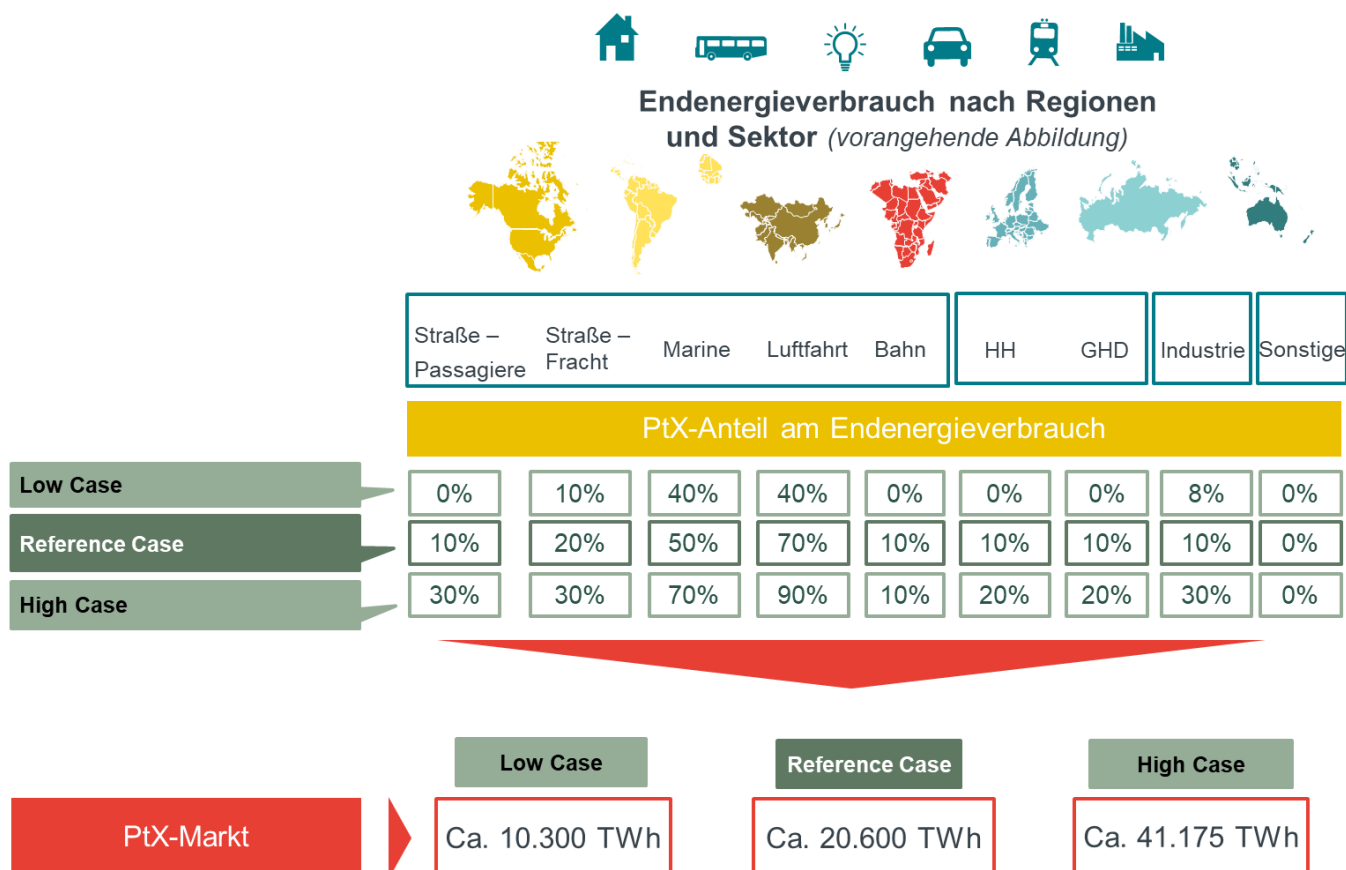 Endenergieverbrauch nach Regionen
und Sektor (vorangehende Abbildung)
Straße –
Passagiere
Straße –
Fracht
Marine
Luftfahrt
Bahn
HH
GHD
Industrie
Sonstige
PtX-Anteil am Endenergieverbrauch
Low Case
0%
10%
40%
40%
0%
0%
0%
8%
0%
Reference Case
10%
20%
50%
70%
10%
10%
10%
10%
0%
High Case
30%
30%
70%
90%
10%
20%
20%
30%
0%
Low Case
Reference Case
High Case
PtX-Markt
Ca. 10.300 TWh
Ca. 20.600 TWh
Ca. 41.175 TWh